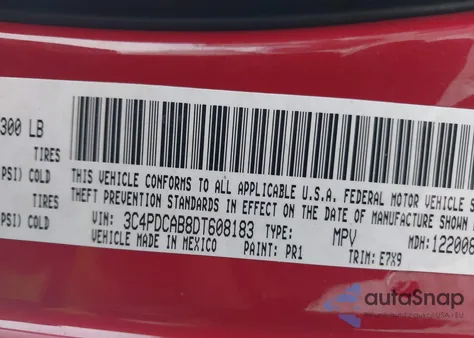 300 LB
TIRES
PSI) COLD
TIRES
PSI) COLD
THIS VEHICLE CONFORMS TO ALL APPLICABLE U.S.A. FEDERAL MOTOR VEHICLE S
THEFT PREVENTION STANDARDS IN EFFECT ON THE DATE OF MANUFACTURE SHOWN
VIN: 3C4PDCAB8DT608183 TYPE: MPV MDH: 122008
VEHICLE MADE IN MEXICO PAINT: PR1 TRIM: E7X9
autoSnap